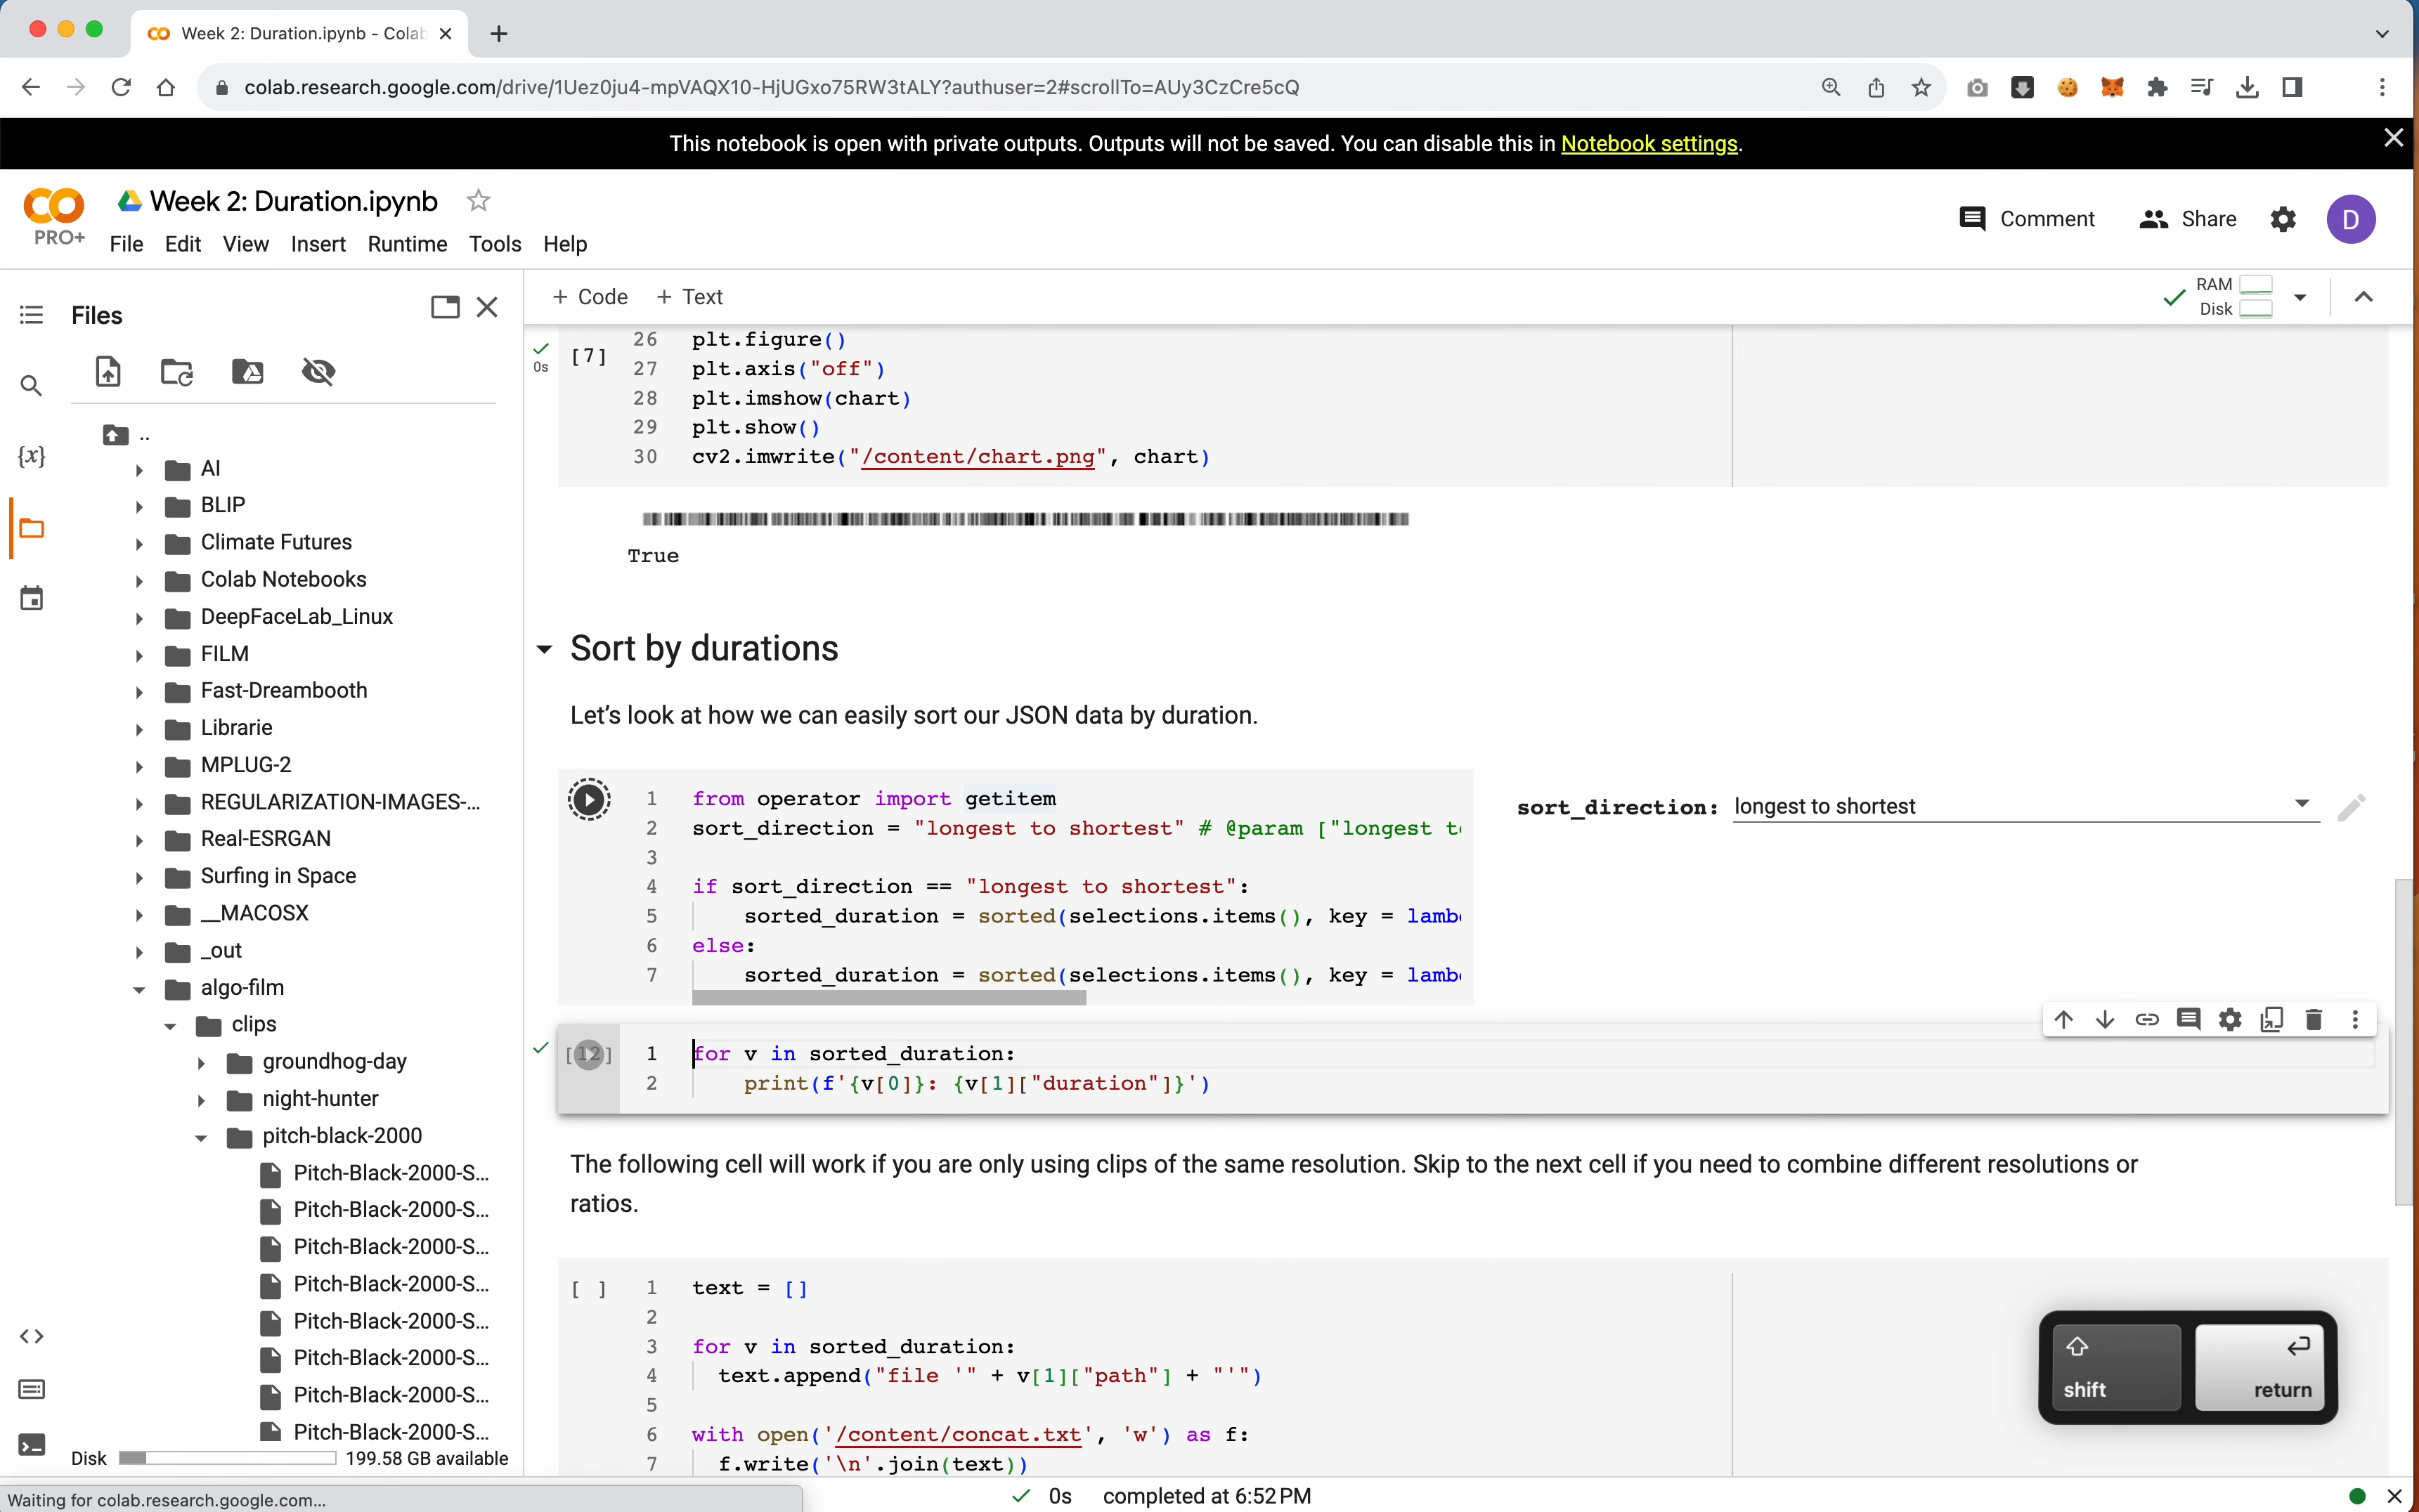 Week 2: Duration.ipynb - Colab
colab.research.google.com/drive/1Uez0ju4-mpVAQX10-HjUGxo75RW3tALY?authuser=2#scrollTo=AUy3CzCre5cQ
This notebook is open with private outputs. Outputs will not be saved. You can disable this in Notebook settings.
PRO+
Week 2: Duration.ipynb
File Edit View Insert Runtime Tools Help
Comment Share D
Files
+ Code + Text
RAM
Disk
..
AI
BLIP
Climate Futures
Colab Notebooks
DeepFaceLab_Linux
FILM
Fast-Dreambooth
Librarie
MPLUG-2
REGULARIZATION-IMAGES-...
Real-ESRGAN
Surfing in Space
__MACOSX
_out
algo-film
clips
groundhog-day
night-hunter
pitch-black-2000
Pitch-Black-2000-S...
Pitch-Black-2000-S...
Pitch-Black-2000-S...
Pitch-Black-2000-S...
Pitch-Black-2000-S...
Pitch-Black-2000-S...
Pitch-Black-2000-S...
Pitch-Black-2000-S...
Disk 199.58 GB available
{x}
0s
[7]
26 plt.figure()
27 plt.axis("off")
28 plt.imshow(chart)
29 plt.show()
30 cv2.imwrite("/content/chart.png", chart)
True
Sort by durations
Let's look at how we can easily sort our JSON data by duration.
1 from operator import getitem
2 sort_direction = "longest to shortest" # @param ["longest to
3
4 if sort_direction == "longest to shortest":
5 sorted_duration = sorted(selections.items(), key = lamb
6 else:
7 sorted_duration = sorted(selections.items(), key = lamb
sort_direction: longest to shortest
[12]
1 for v in sorted_duration:
2 print(f'{v[0]}: {v[1]["duration"]}')
The following cell will work if you are only using clips of the same resolution. Skip to the next cell if you need to combine different resolutions or
ratios.
[ ]
1 text = []
2
3 for v in sorted_duration:
4 text.append("file '" + v[1]["path"] + "'")
5
6 with open('/content/concat.txt', 'w') as f:
7 f.write('\n'.join(text))
shift return
Waiting for colab.research.google.com...
0s completed at 6:52 PM